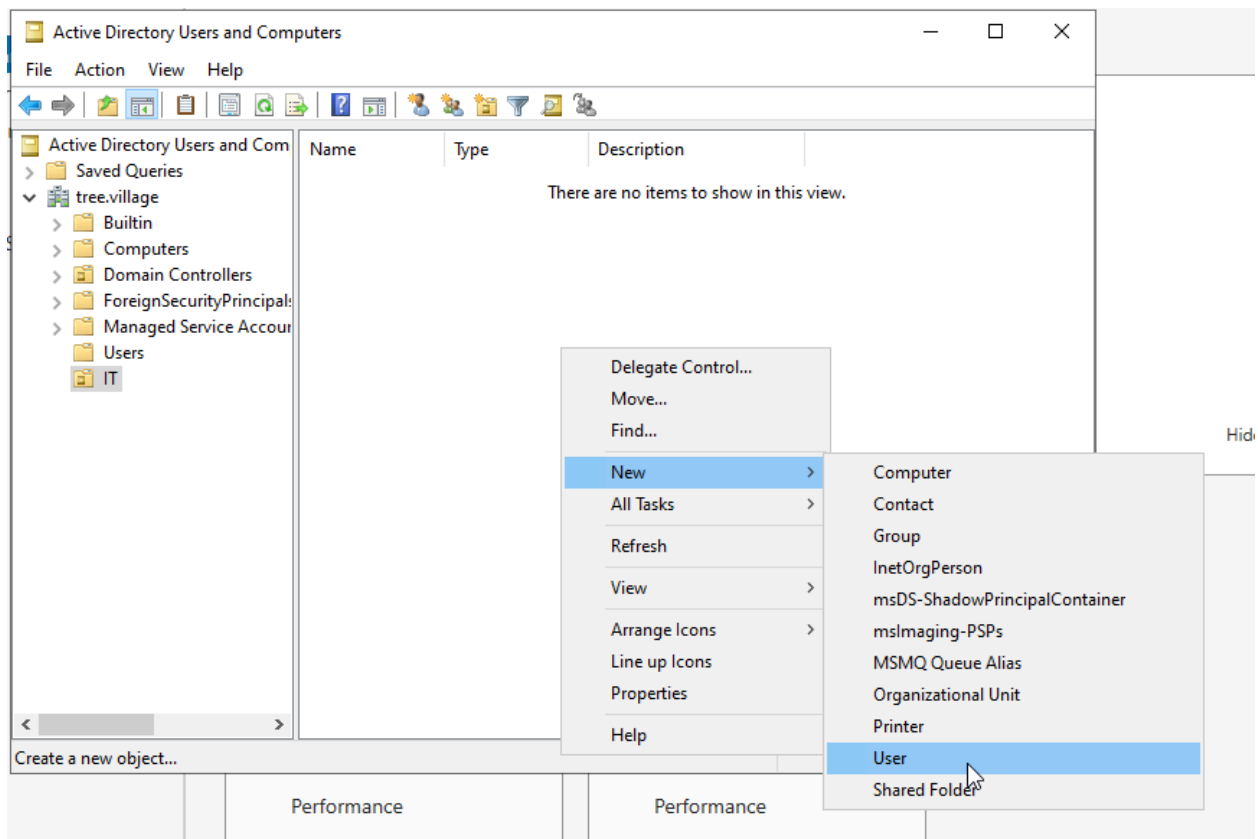 Active Directory Users and Computers
File Action View Help
Active Directory Users and Com
Saved Queries
tree.village
Builtin
Computers
Domain Controllers
ForeignSecurityPrincipals
Managed Service Accour
Users
IT
Name Type Description
There are no items to show in this view.
Delegate Control...
Move...
Find...
New
All Tasks
Refresh
View
Arrange Icons
Line up Icons
Properties
Help
Computer
Contact
Group
InetOrgPerson
msDS-ShadowPrincipalContainer
msImaging-PSPs
MSMQ Queue Alias
Organizational Unit
Printer
User
Shared Folder
Hide
Create a new object...
Performance
Performance